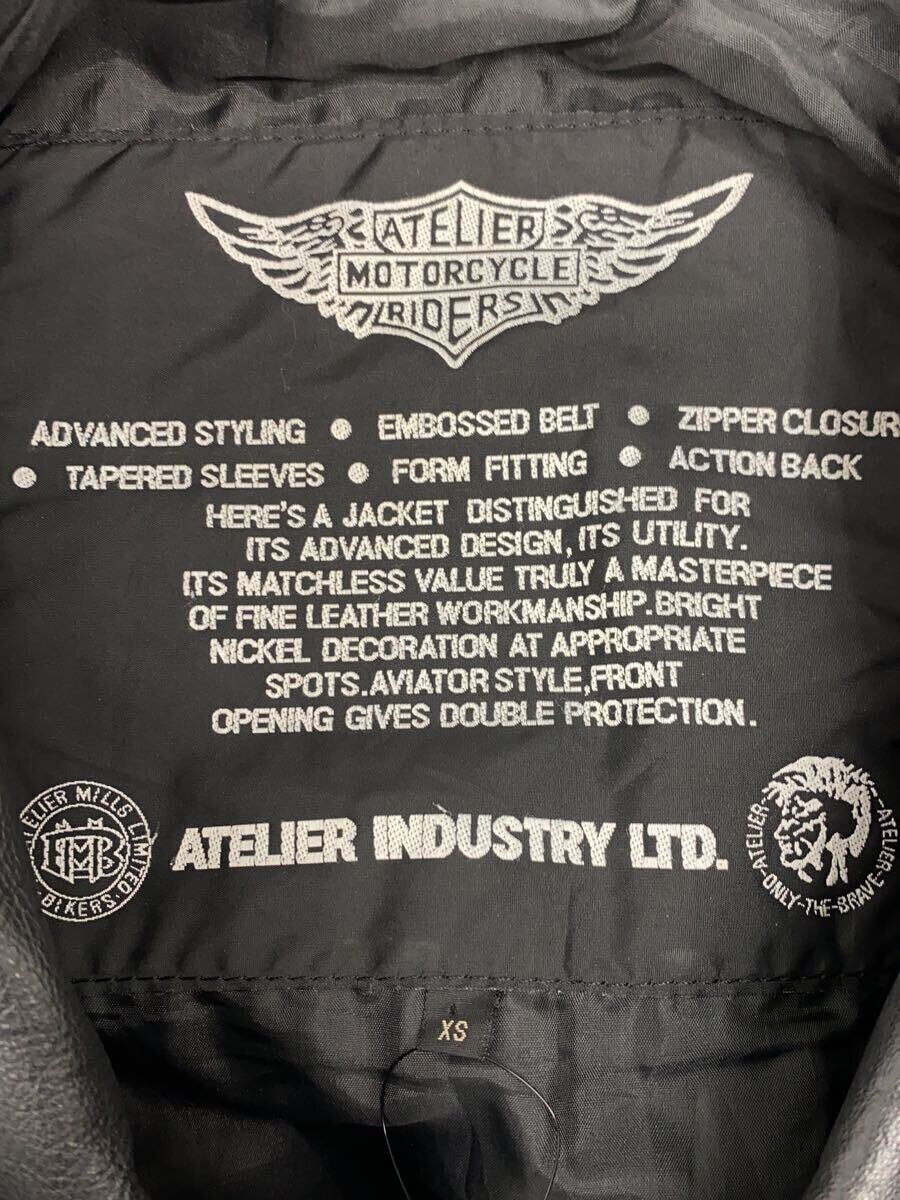 ATELIER
MOTORCYCLE
RIDERS
ADVANCED STYLING ● EMBOSSED BELT ● ZIPPER CLOSUR
● TAPERED SLEEVES ● FORM FITTING ● ACTION BACK
HERE'S A JACKET DISTINGUISHED FOR
ITS ADVANCED DESIGN, ITS UTILITY.
ITS MATCHLESS VALUE TRULY A MASTERPIECE
OF FINE LEATHER WORKMANSHIP. BRIGHT
NICKEL DECORATION AT APPROPRIATE
SPOTS. AVIATOR STYLE, FRONT
OPENING GIVES DOUBLE PROTECTION.
ATELIER MILLS LIMITED
·BIKERS·
ATELIER INDUSTRY LTD.
ATELIER-ONLY-THE-BRAVE-ATELIER-
XS